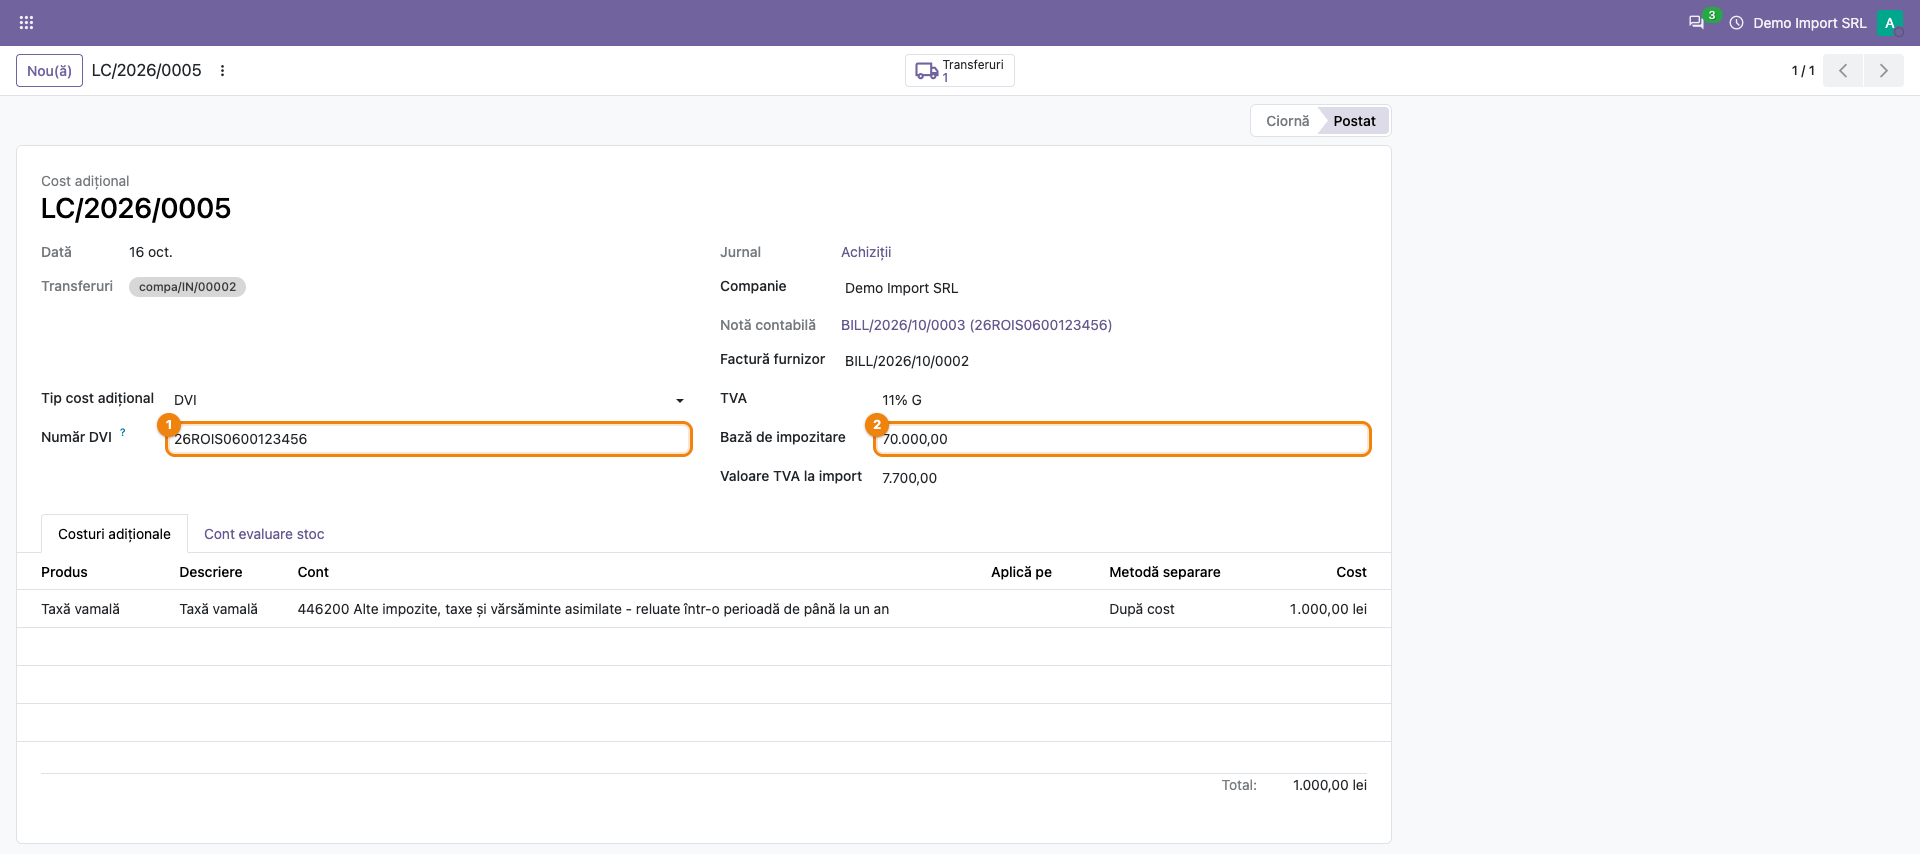 3
Demo Import SRL
A
Nou(ă)
LC/2026/0005
Transferuri
1
1 / 1
Ciornă
Postat
Cost adițional
LC/2026/0005
Dată
16 oct.
Jurnal
Achiziții
Transferuri
compa/IN/00002
Companie
Demo Import SRL
Notă contabilă
BILL/2026/10/0003 (26ROIS0600123456)
Factură furnizor
BILL/2026/10/0002
Tip cost adițional
DVI
TVA
11% G
1
Număr DVI ?
26ROIS0600123456
2
Bază de impozitare
70.000,00
Valoare TVA la import
7.700,00
Costuri adiționale
Cont evaluare stoc
Produs
Descriere
Cont
Aplică pe
Metodă separare
Cost
Taxă vamală
Taxă vamală
446200 Alte impozite, taxe și vărsăminte asimilate - reluate într-o perioadă de până la un an
După cost
1.000,00 lei
Total:
1.000,00 lei